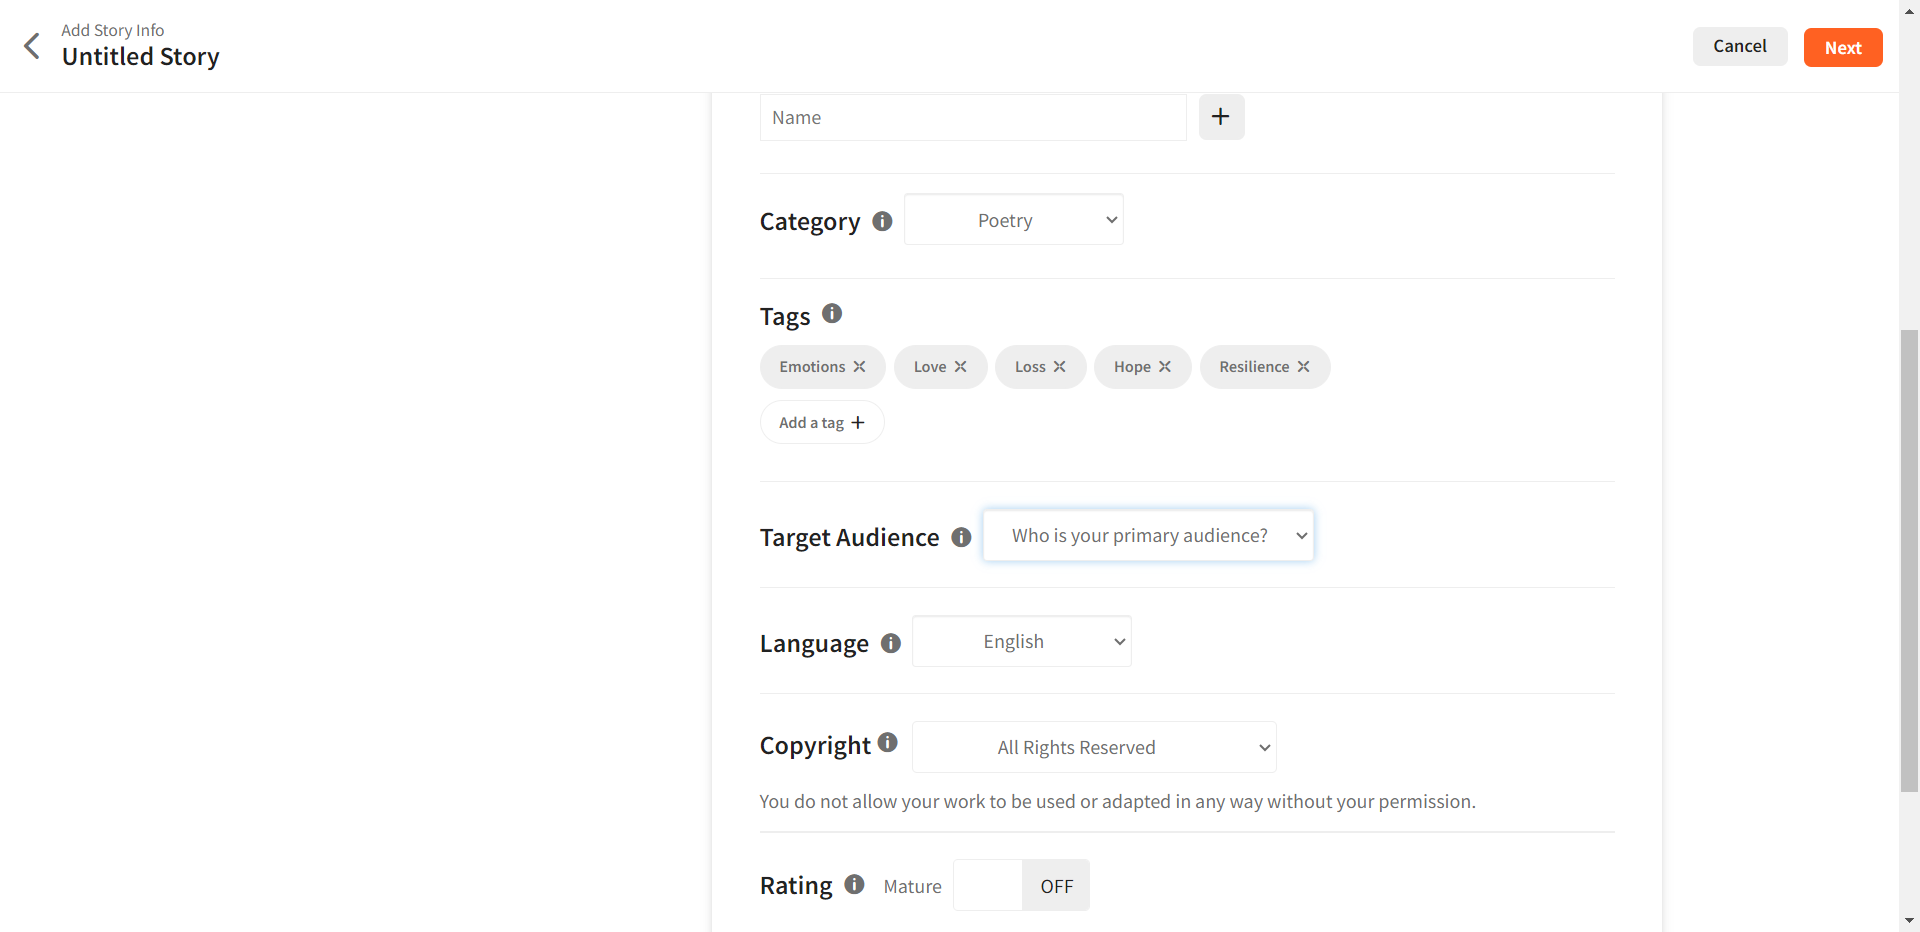 Add Story Info
Untitled Story
Cancel
Next
Name
Category
Poetry
Tags
Emotions
Love
Loss
Hope
Resilience
Add a tag
Target Audience
Who is your primary audience?
Language
English
Copyright
All Rights Reserved
You do not allow your work to be used or adapted in any way without your permission.
Rating
Mature
OFF